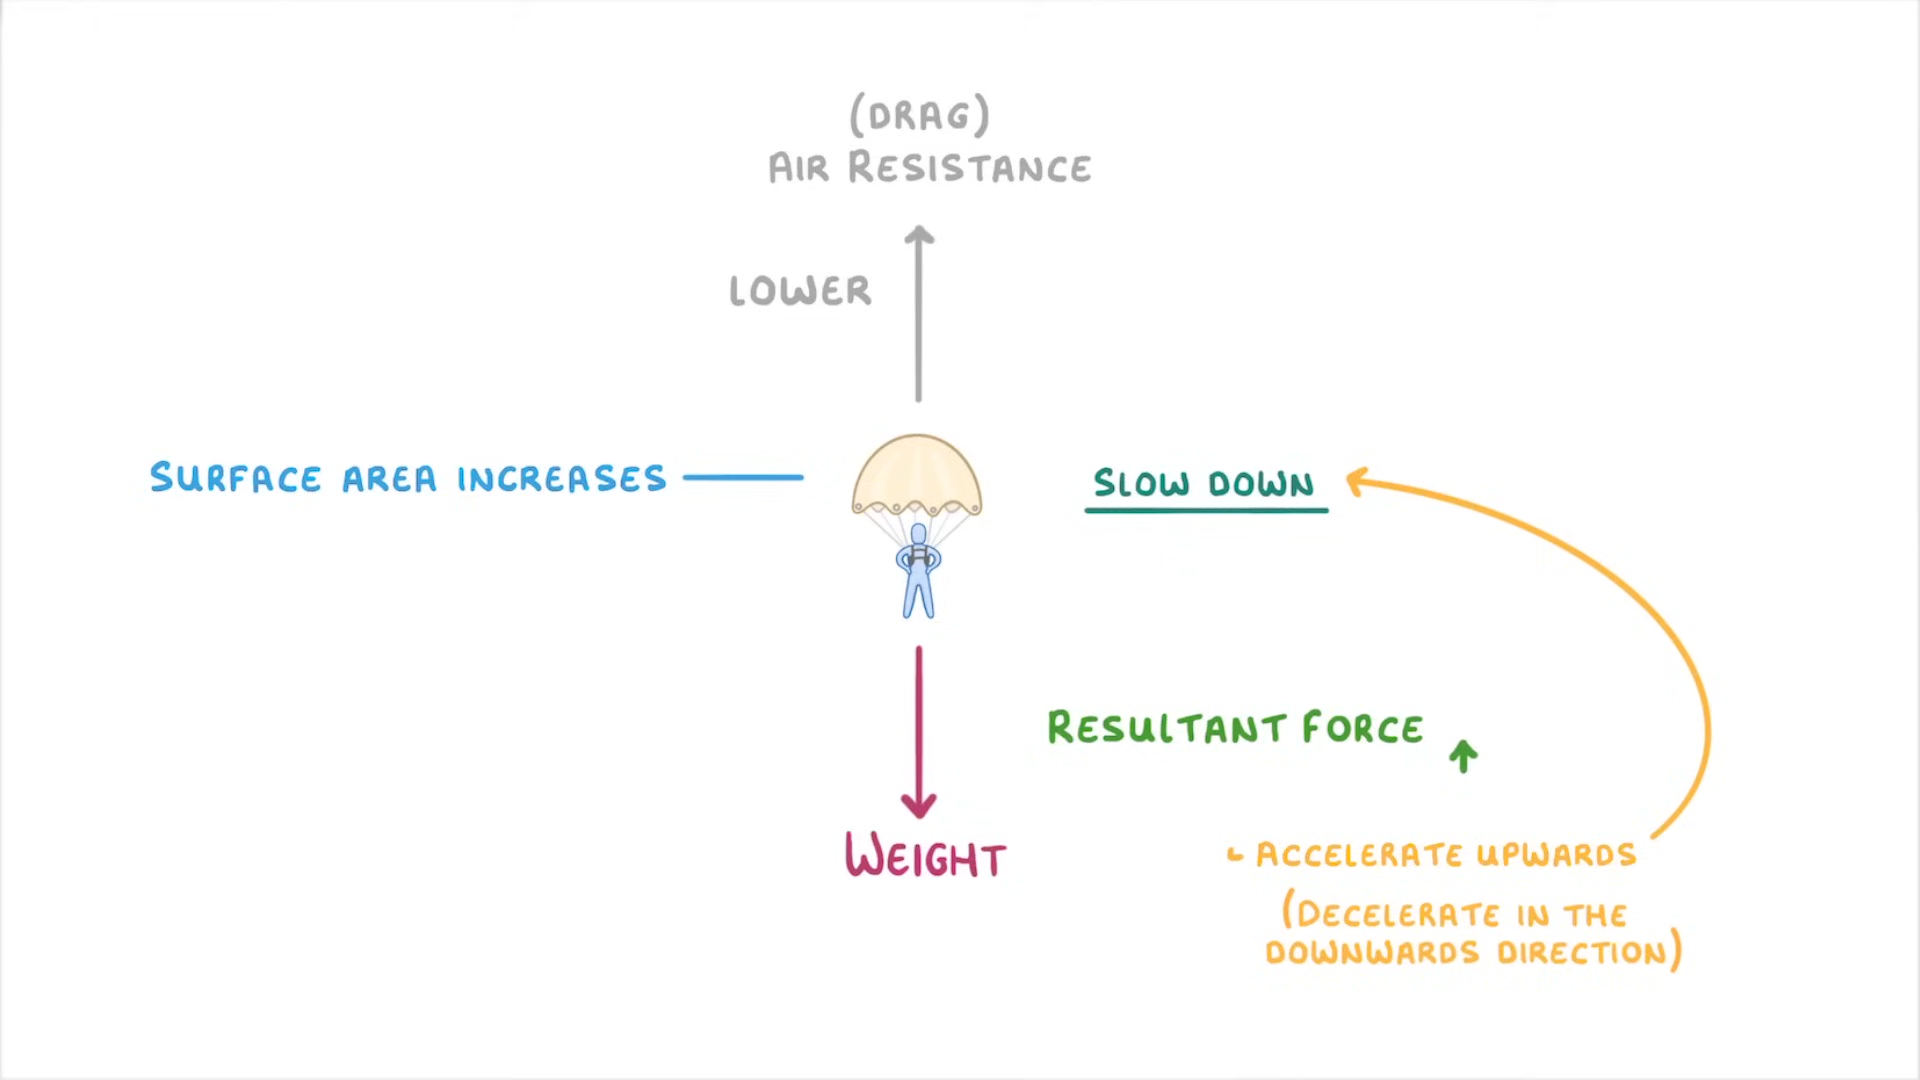 (DRAG)
AIR RESISTANCE
LOWER
SURFACE AREA INCREASES
SLOW DOWN
RESULTANT FORCE
WEIGHT
ACCELERATE UPWARDS
(DECELERATE IN THE
DOWNWARDS DIRECTION)